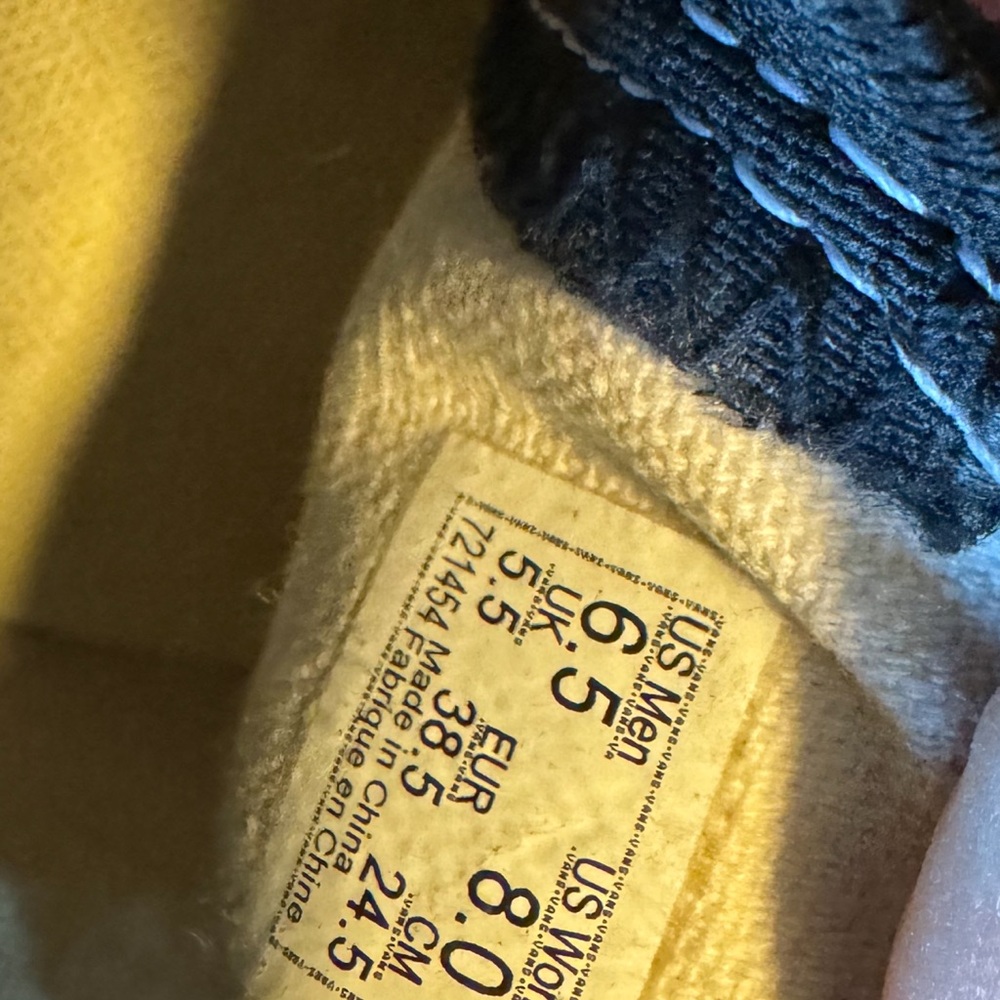 US Men US
6.5 8.0
UK EUR CM
5.5 38.5 24.5
721454 Made in China
Fabriqué en Chine